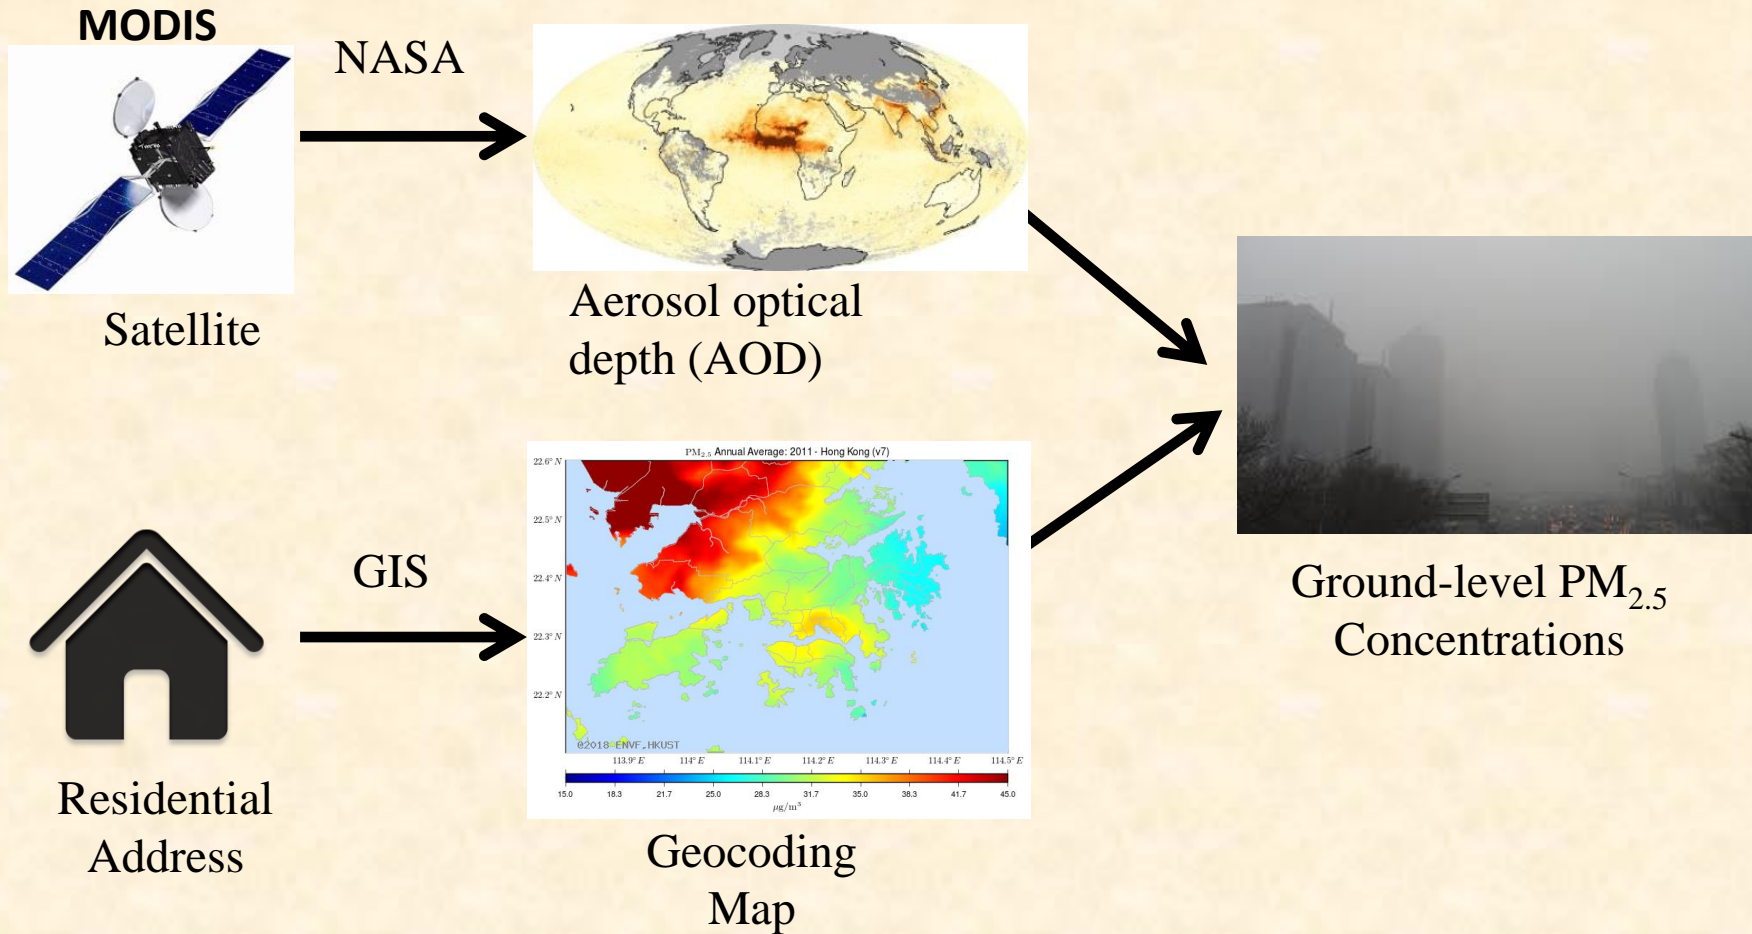 MODIS
NASA
Satellite
Aerosol optical
depth (AOD)
GIS
Residential
Address
PM2.5 Annual Average: 2011 - Hong Kong (v7)
22.6° N
22.5° N
22.4° N
22.3° N
22.2° N
©2018 ENVF,HKUST
113.9° E 114° E 114.1° E 114.2° E 114.3° E 114.4° E 114.5° E
15.0 18.3 21.7 25.0 28.3 31.7 35.0 38.3 41.7 45.0
μg/m³
Geocoding
Map
Ground-level PM2.5
Concentrations